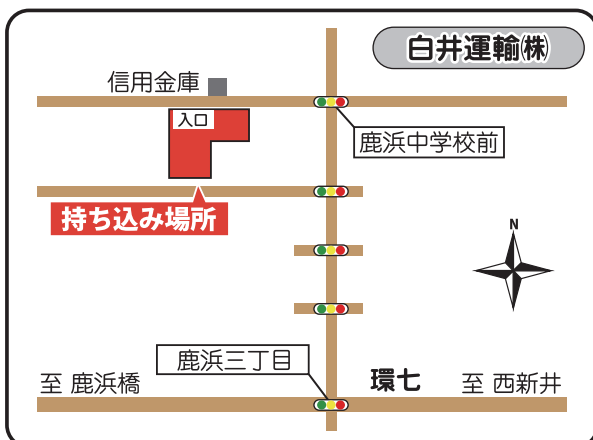 白井運輸㈱
信用金庫
入口
鹿浜中学校前
持ち込み場所
N
鹿浜三丁目
環七
至 鹿浜橋
至 西新井